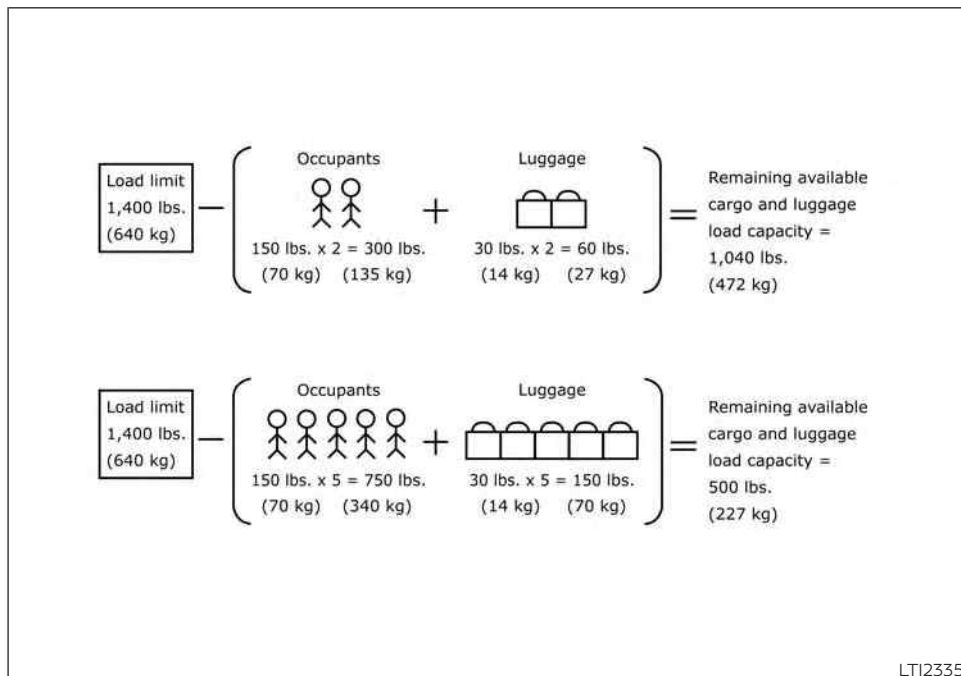 Occupants
Luggage
Load limit
1,400 lbs.
(640 kg)
150 lbs. x 2 = 300 lbs.
(70 kg) (135 kg)
30 lbs. x 2 = 60 lbs.
(14 kg) (27 kg)
Remaining available
cargo and luggage
load capacity =
1,040 lbs.
(472 kg)
Occupants
Luggage
Load limit
1,400 lbs.
(640 kg)
150 lbs. x 5 = 750 lbs.
(70 kg) (340 kg)
30 lbs. x 5 = 150 lbs.
(14 kg) (70 kg)
Remaining available
cargo and luggage
load capacity =
500 lbs.
(227 kg)
LTI2335